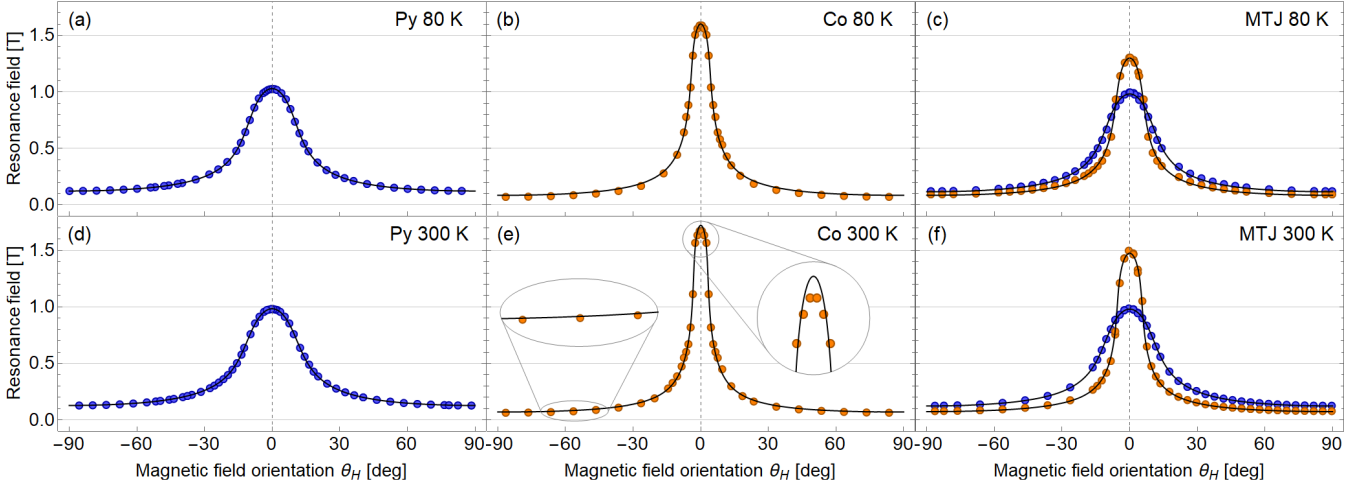 (a) Py 80 K
(b) Co 80 K
(c) MTJ 80 K
Resonance field [T]
1.5
1.0
0.5
0.0
(d) Py 300 K
(e) Co 300 K
(f) MTJ 300 K
Resonance field [T]
1.5
1.0
0.5
0.0
−90 −60 −30 0 30 60 −90 −60 −30 0 30 60 −90 −60 −30 0 30 60 90
Magnetic field orientation θH [deg] Magnetic field orientation θH [deg] Magnetic field orientation θH [deg]